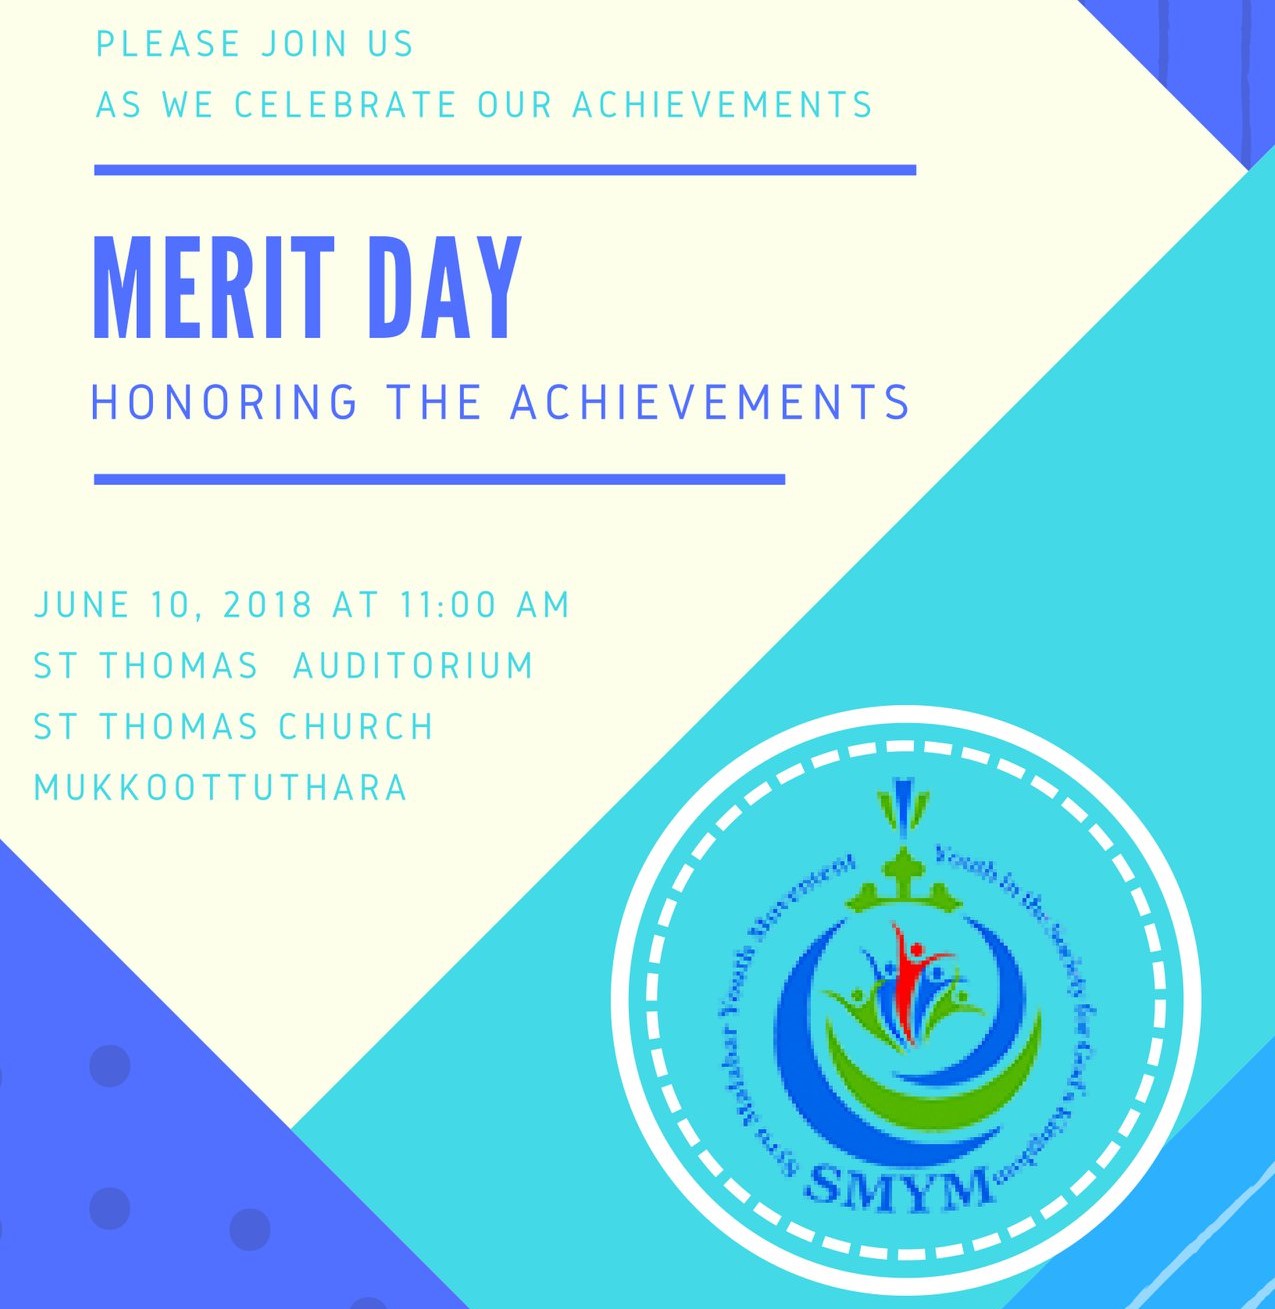 PLEASE JOIN US
AS WE CELEBRATE OUR ACHIEVEMENTS
MERIT DAY
HONORING THE ACHIEVEMENTS
JUNE 10, 2018 AT 11:00 AM
ST THOMAS AUDITORIUM
ST THOMAS CHURCH
MUKKOOTTUTHARA
Syro Malabar Youth Movement
Youth in the Society for God's Kingdom
SMYM